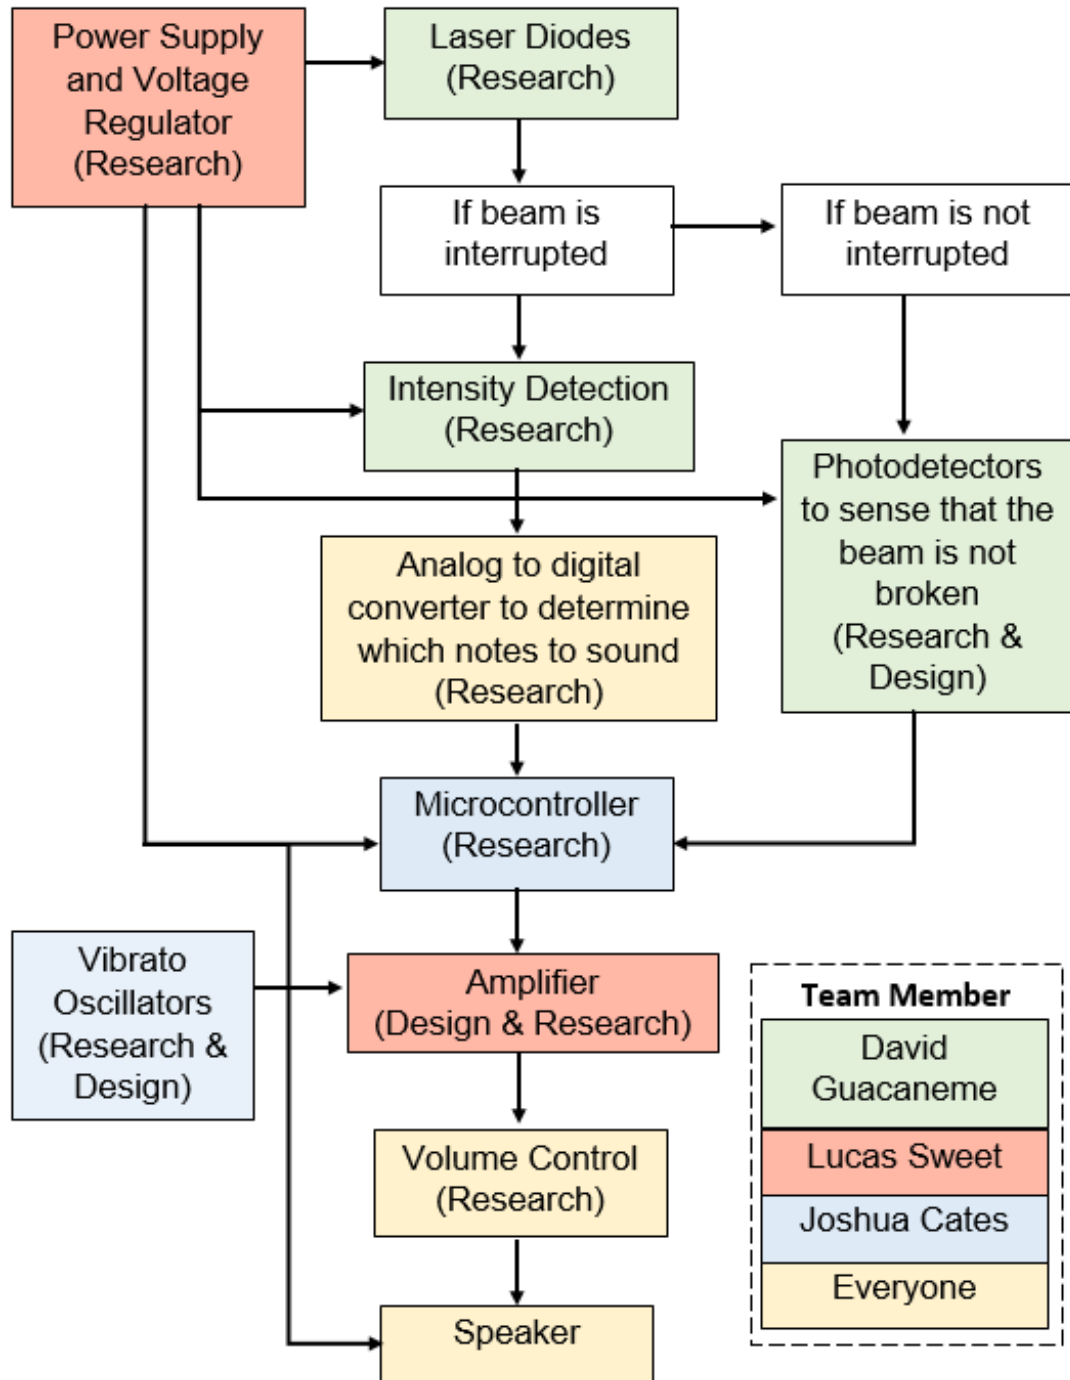 Power Supply
and Voltage
Regulator
(Research)
Laser Diodes
(Research)
If beam is
interrupted
If beam is not
interrupted
Intensity Detection
(Research)
Photodetectors
to sense that the
beam is not
broken
(Research &
Design)
Analog to digital
converter to determine
which notes to sound
(Research)
Microcontroller
(Research)
Vibrato
Oscillators
(Research &
Design)
Amplifier
(Design & Research)
Volume Control
(Research)
Speaker
Team Member
David
Guacaneme
Lucas Sweet
Joshua Cates
Everyone